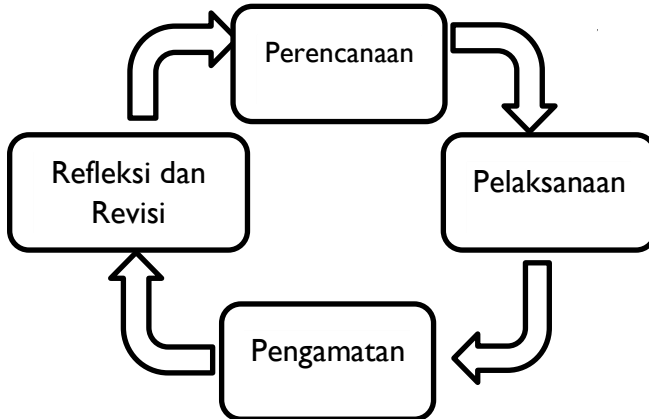 Perencanaan
Pelaksanaan
Pengamatan
Refleksi dan
Revisi